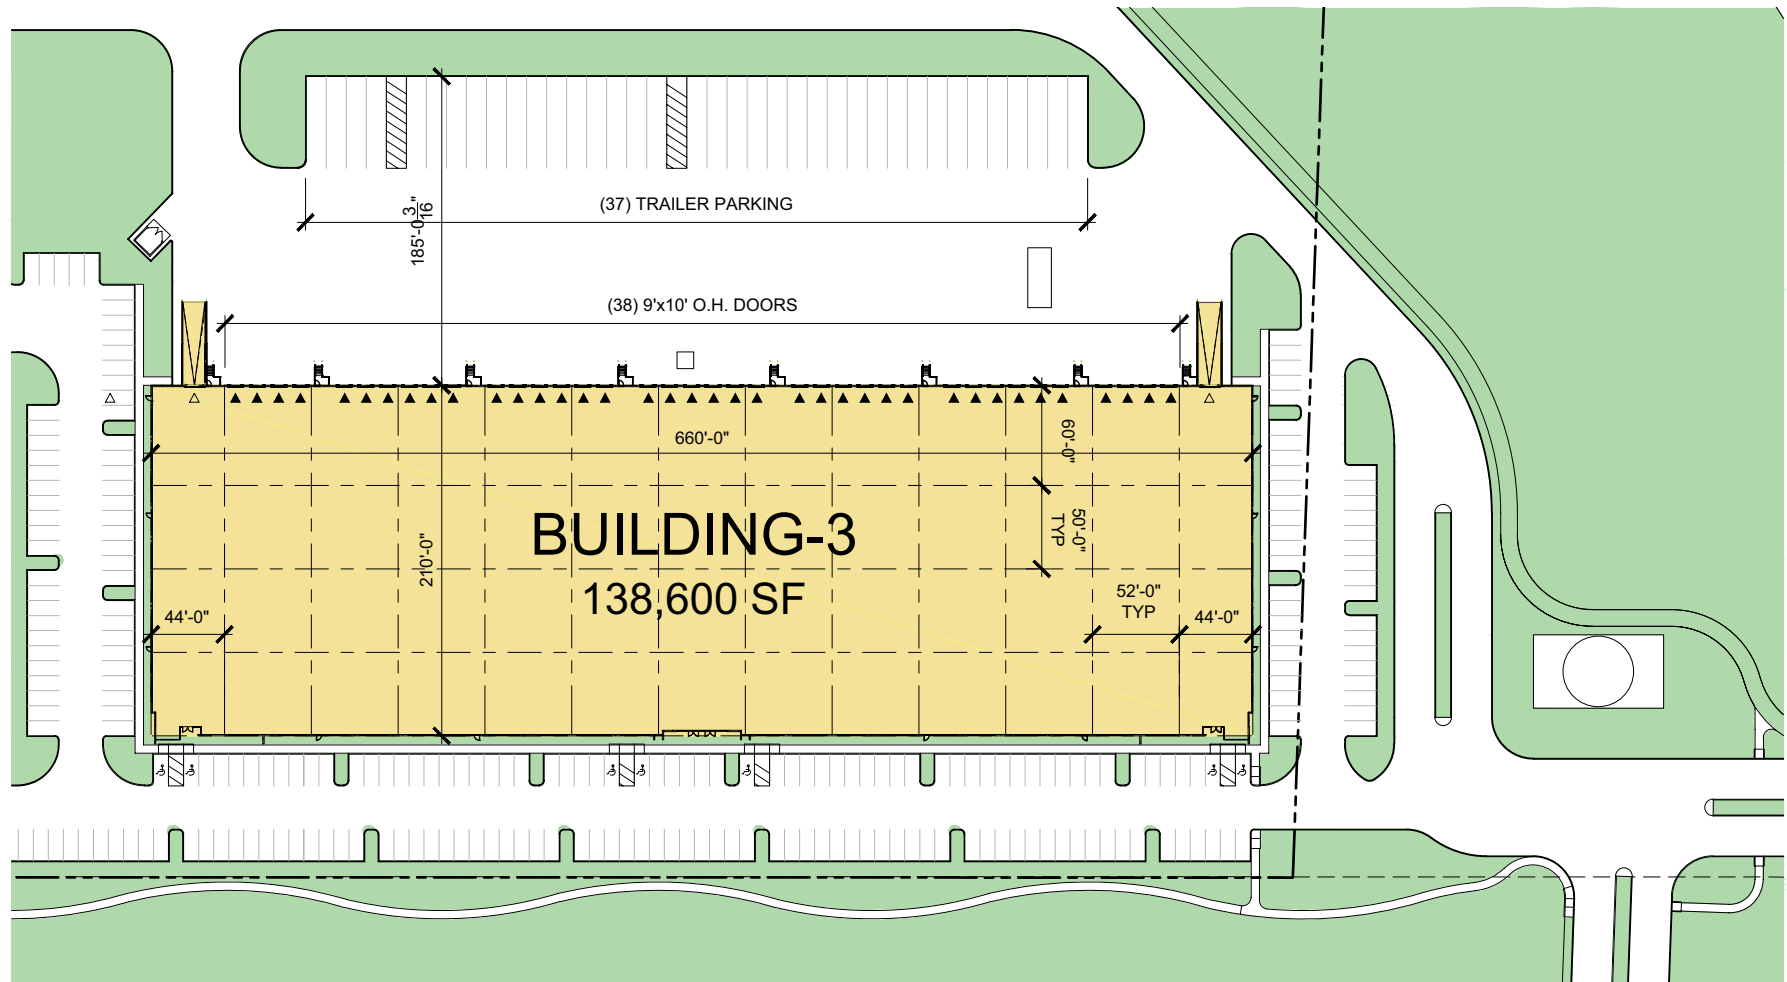 (37) TRAILER PARKING
185'-0 3/16"
(38) 9'x10' O.H. DOORS
660'-0"
60'-0"
BUILDING-3
138,600 SF
50'-0"
TYP
210'-0"
52'-0"
TYP
44'-0"
44'-0"